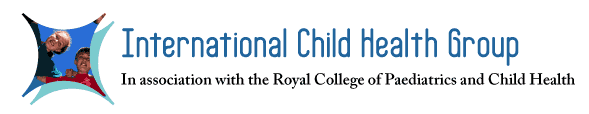 International Child Health Group
In association with the Royal College of Paediatrics and Child Health